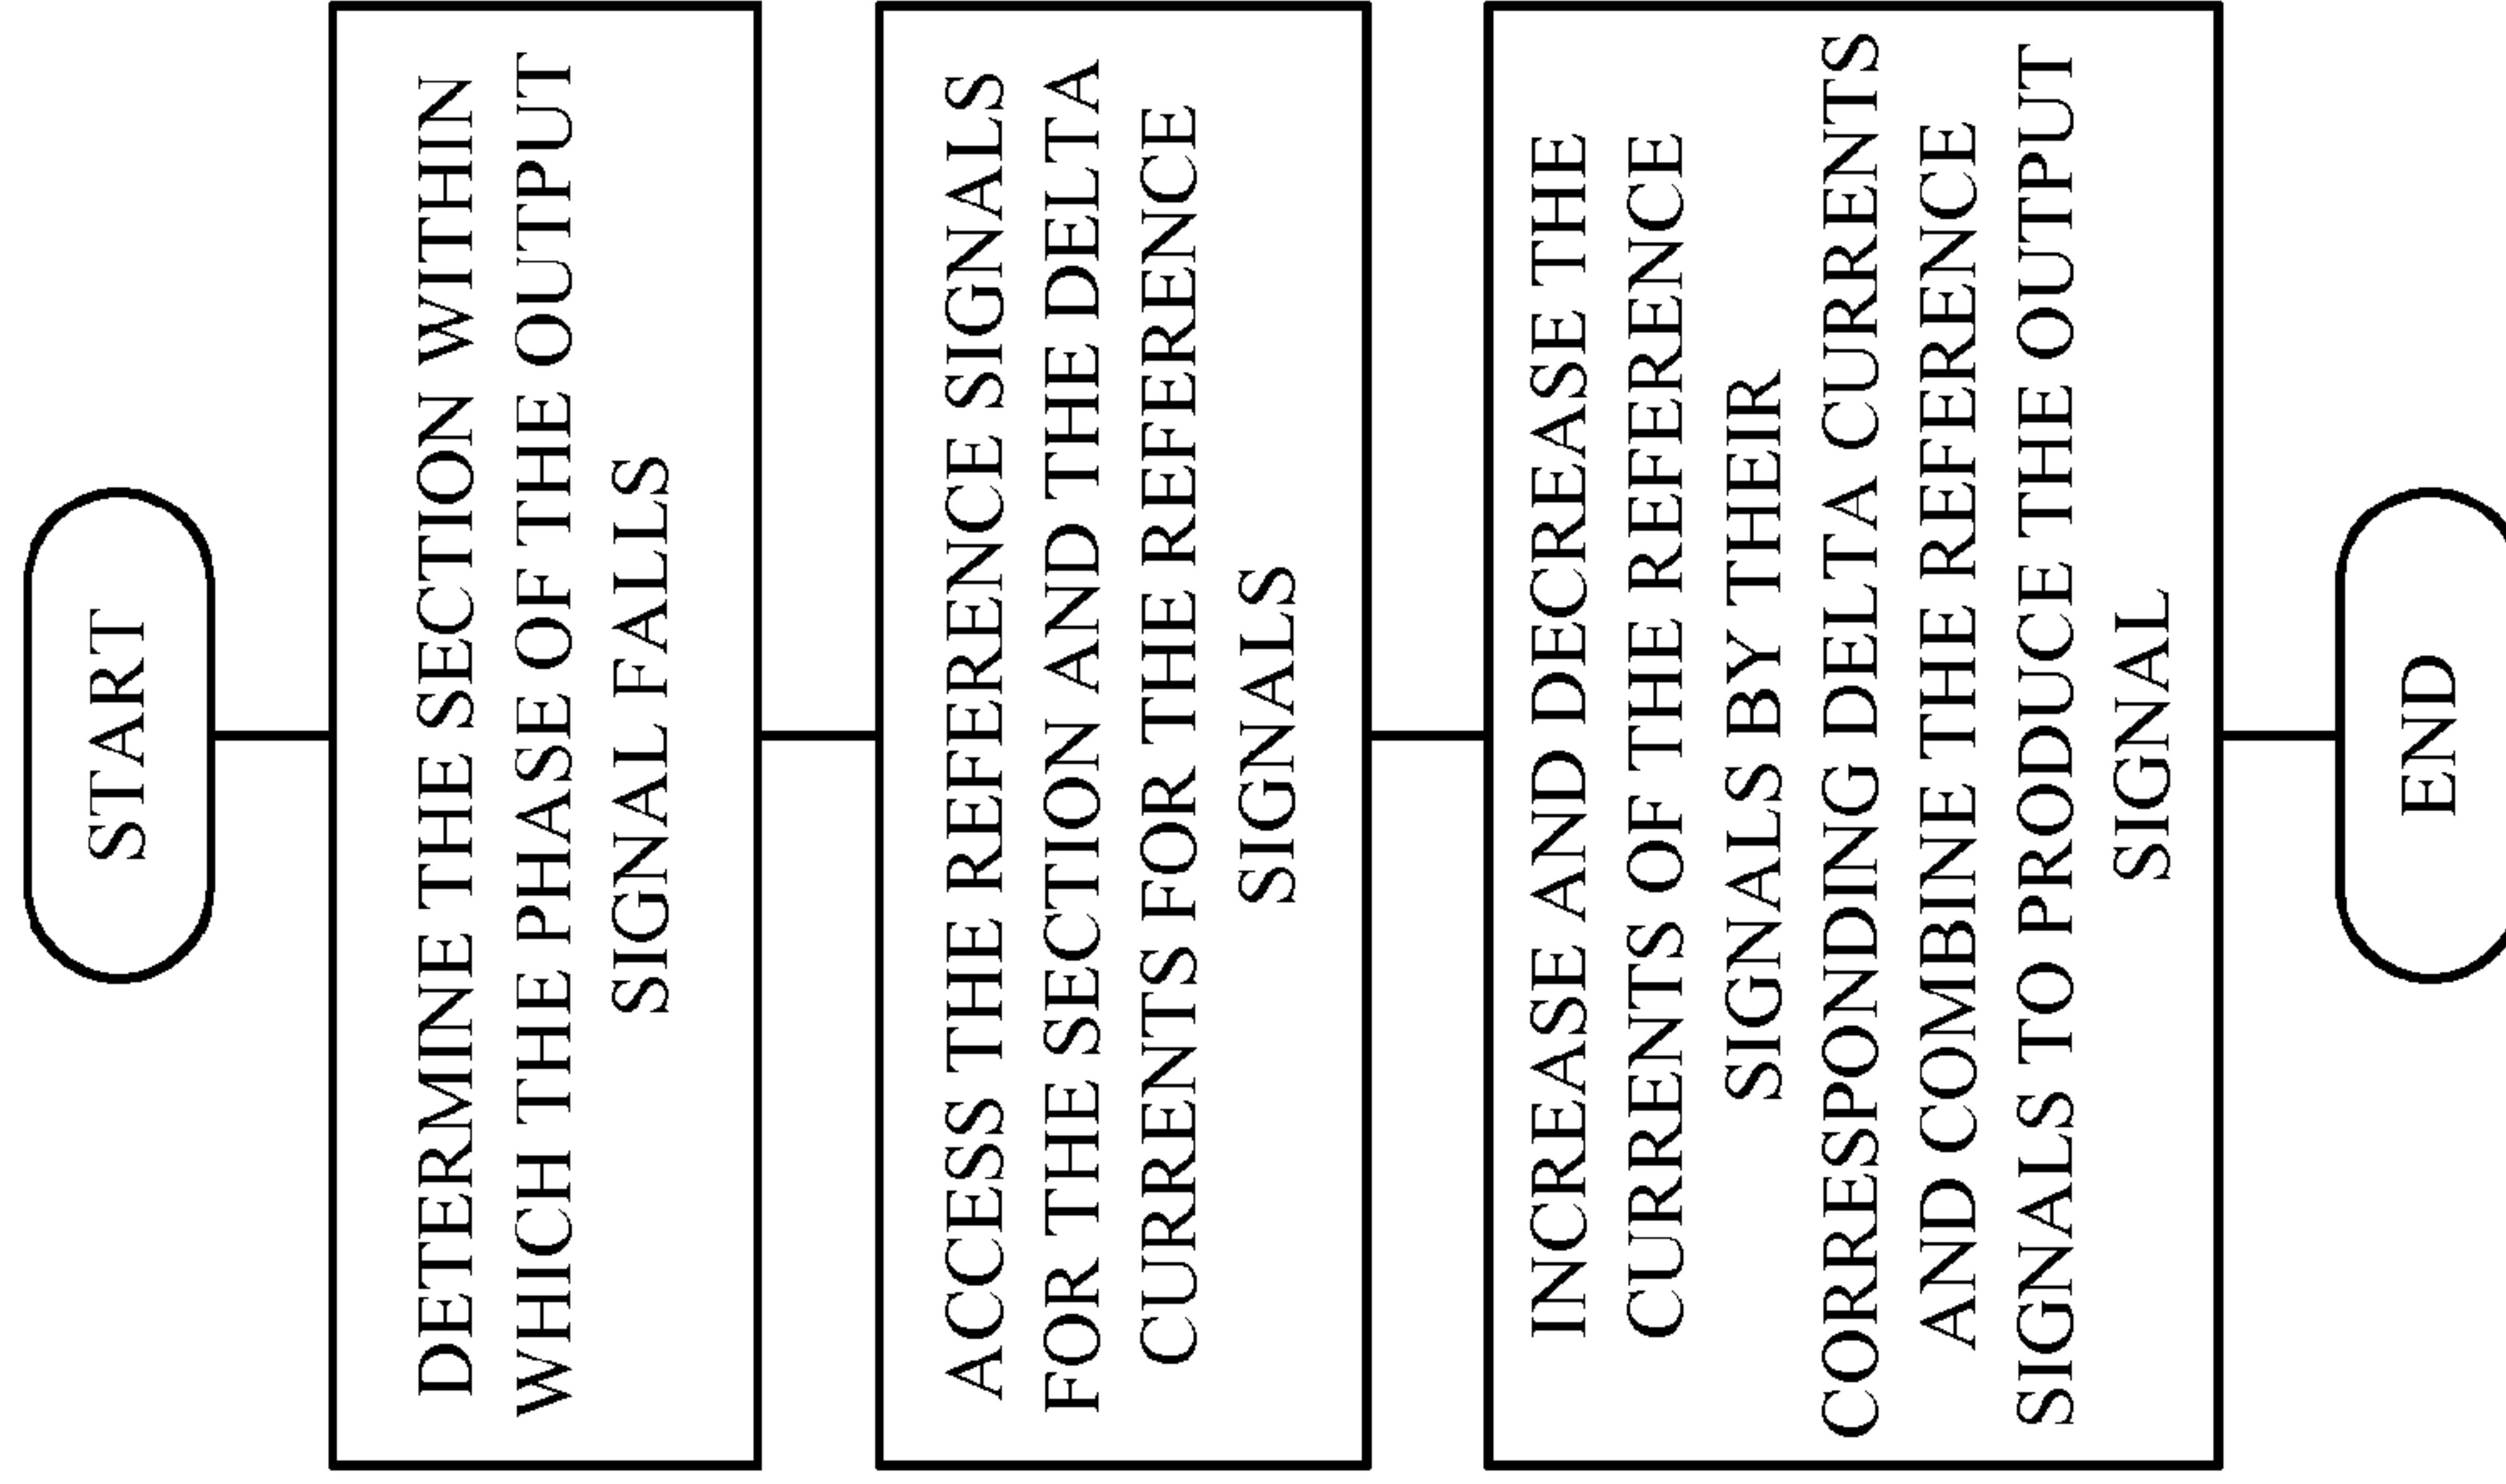 START
DETERMINE THE SECTION WITHIN
WHICH THE PHASE OF THE OUTPUT
SIGNAL FALLS
ACCESS THE REFERENCE SIGNALS
FOR THE SECTION AND THE DELTA
CURRENTS FOR THE REFERENCE
SIGNALS
INCREASE AND DECREASE THE
CURRENTS OF THE REFERENCE
SIGNALS BY THEIR
CORRESPONDING DELTA CURRENTS
AND COMBINE THE REFERENCE
SIGNALS TO PRODUCE THE OUTPUT
SIGNAL
END